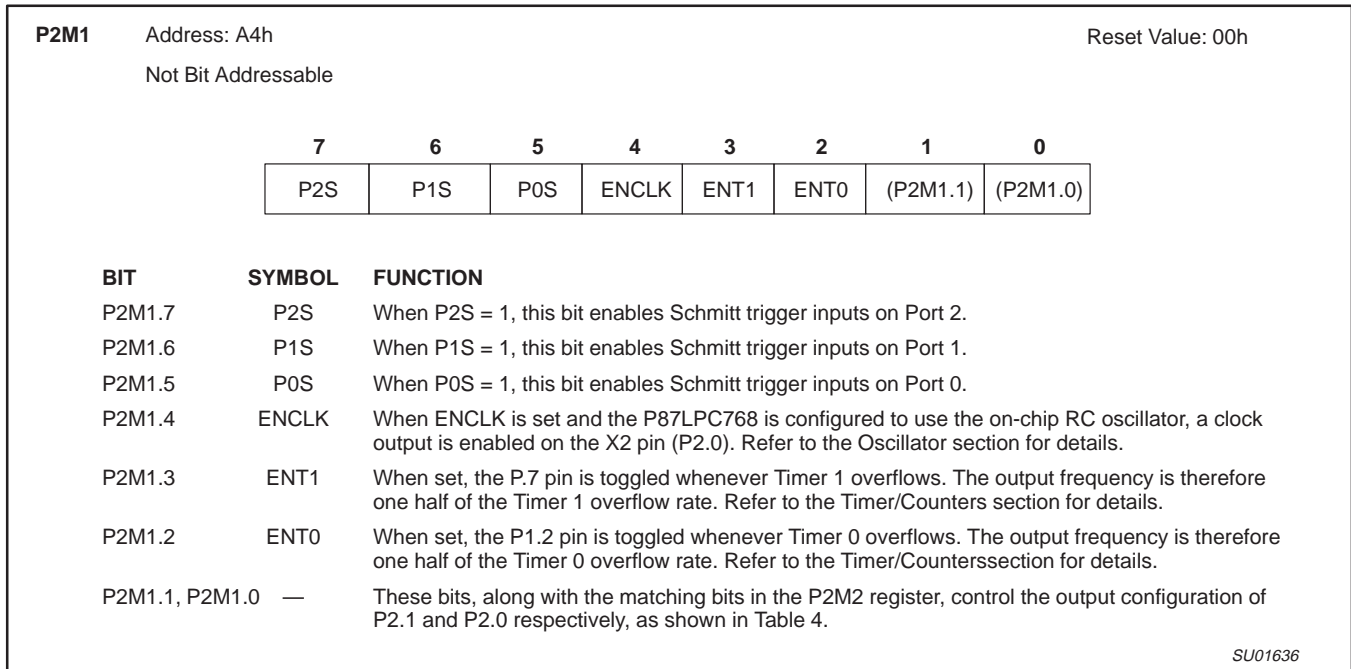 P2M1 Address: A4h Reset Value: 00h
Not Bit Addressable
7 6 5 4 3 2 1 0
P2S P1S P0S ENCLK ENT1 ENT0 (P2M1.1) (P2M1.0)
BIT SYMBOL FUNCTION
P2M1.7 P2S When P2S = 1, this bit enables Schmitt trigger inputs on Port 2.
P2M1.6 P1S When P1S = 1, this bit enables Schmitt trigger inputs on Port 1.
P2M1.5 P0S When P0S = 1, this bit enables Schmitt trigger inputs on Port 0.
P2M1.4 ENCLK When ENCLK is set and the P87LPC768 is configured to use the on-chip RC oscillator, a clock
output is enabled on the X2 pin (P2.0). Refer to the Oscillator section for details.
P2M1.3 ENT1 When set, the P.7 pin is toggled whenever Timer 1 overflows. The output frequency is therefore
one half of the Timer 1 overflow rate. Refer to the Timer/Counters section for details.
P2M1.2 ENT0 When set, the P1.2 pin is toggled whenever Timer 0 overflows. The output frequency is therefore
one half of the Timer 0 overflow rate. Refer to the Timer/Counterssection for details.
P2M1.1, P2M1.0 — These bits, along with the matching bits in the P2M2 register, control the output configuration of
P2.1 and P2.0 respectively, as shown in Table 4.
SU01636